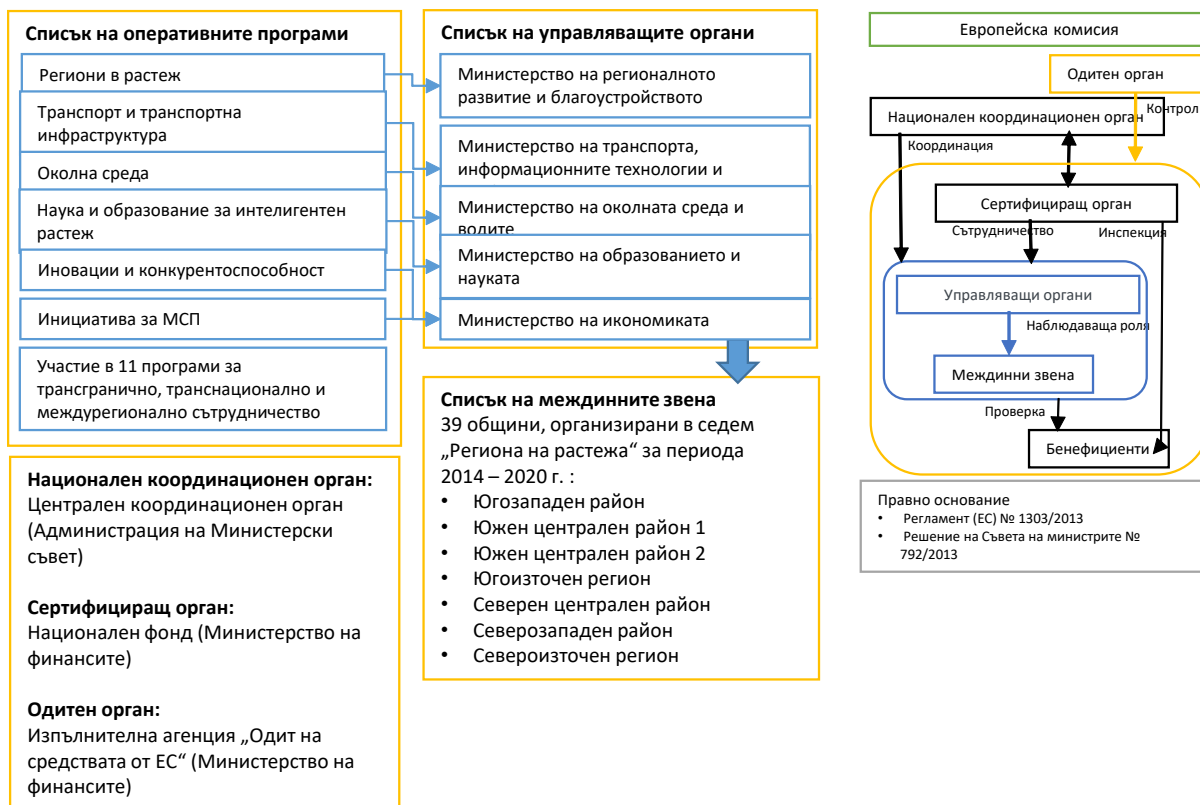 Списък на оперативните програми
Региони в растеж
Транспорт и транспортна
инфраструктура
Околна среда
Наука и образование за интелигентен
растеж
Иновации и конкурентоспособност
Инициатива за МСП
Участие в 11 програми за
трансгранично, транснационално и
междурегионално сътрудничество
Национален координационен орган:
Централен координационен орган
(Администрация на Министерски
съвет)
Сертифициращ орган:
Национален фонд (Министерство на
финансите)
Одитен орган:
Изпълнителна агенция „Одит на
средствата от ЕС“ (Министерство на
финансите)
Списък на управляващите органи
Министерство на регионалното
развитие и благоустройството
Министерство на транспорта,
информационните технологии и
Министерство на околната среда и
водите
Министерство на образованието и
науката
Министерство на икономиката
Списък на междинните звена
39 общини, организирани в седем
„Региона на растежа“ за периода
2014 – 2020 г. :
• Югозападен район
• Южен централен район 1
• Южен централен район 2
• Югоизточен регион
• Северен централен район
• Северозападен район
• Североизточен регион
Европейска комисия
Одитен орган
Контрол
Национален координационен орган
Координация
Сертифициращ орган
Сътрудничество
Инспекция
Управляващи органи
Наблюдаваща роля
Междинни звена
Проверка
Бенефициенти
Правно основание
• Регламент (ЕС) № 1303/2013
• Решение на Съвета на министрите №
792/2013